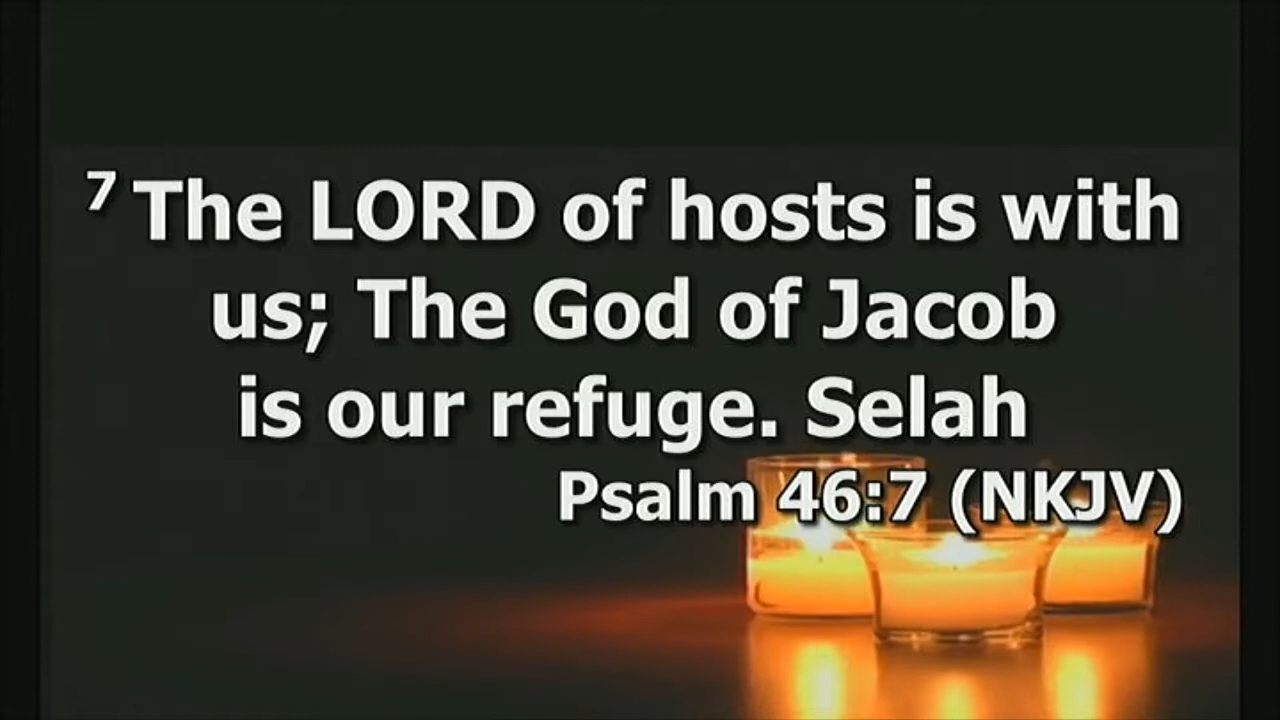 7 The LORD of hosts is with
us; The God of Jacob
is our refuge. Selah
Psalm 46:7 (NKJV)